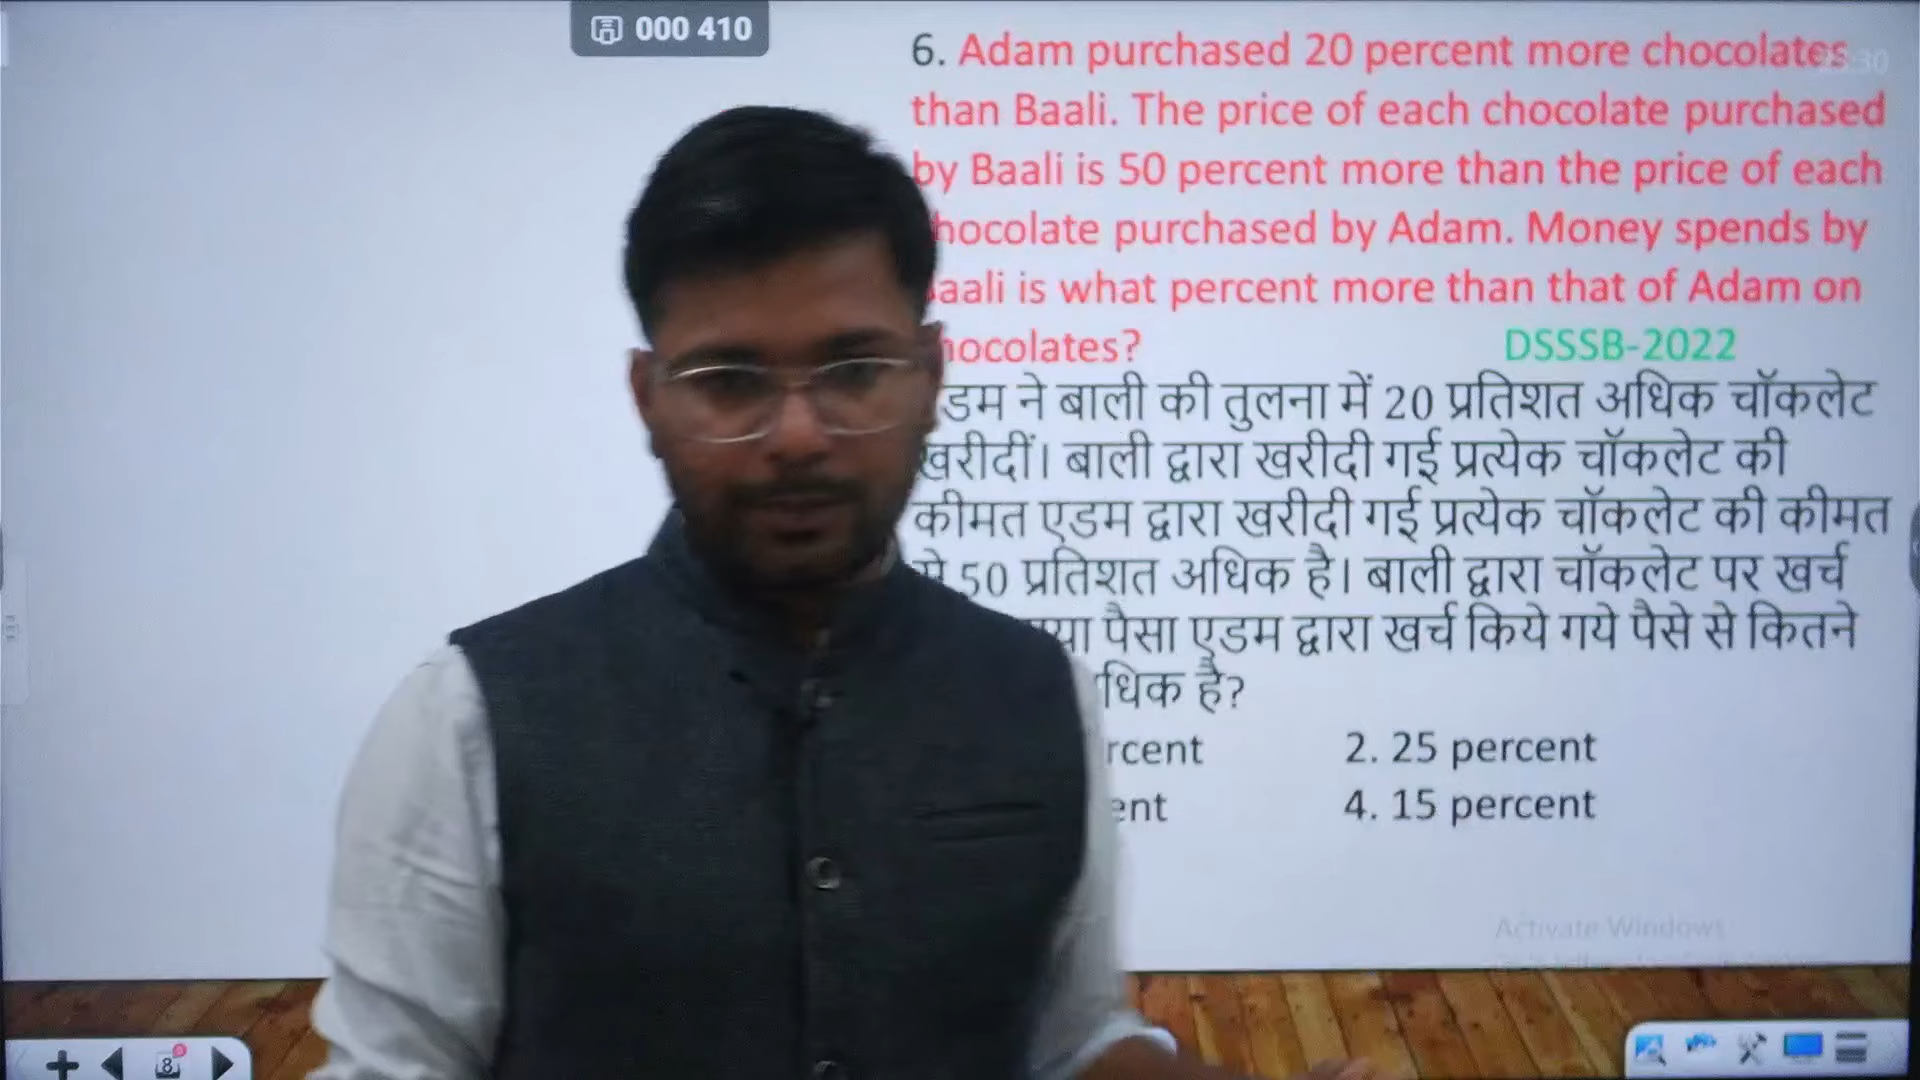 000 410
6. Adam purchased 20 percent more chocolates
than Baali. The price of each chocolate purchased
by Baali is 50 percent more than the price of each
hocolate purchased by Adam. Money spends by
aali is what percent more than that of Adam on
hocolates?
DSSSB-2022
डम ने बाली की तुलना में 20 प्रतिशत अधिक चॉकलेट
खरीदीं। बाली द्वारा खरीदी गई प्रत्येक चॉकलेट की
कीमत एडम द्वारा खरीदी गई प्रत्येक चॉकलेट की कीमत
से 50 प्रतिशत अधिक है। बाली द्वारा चॉकलेट पर खर्च
या पैसा एडम द्वारा खर्च किये गये पैसे से कितने
धिक है?
rcent
2. 25 percent
ent
4. 15 percent
Activate Windows
8